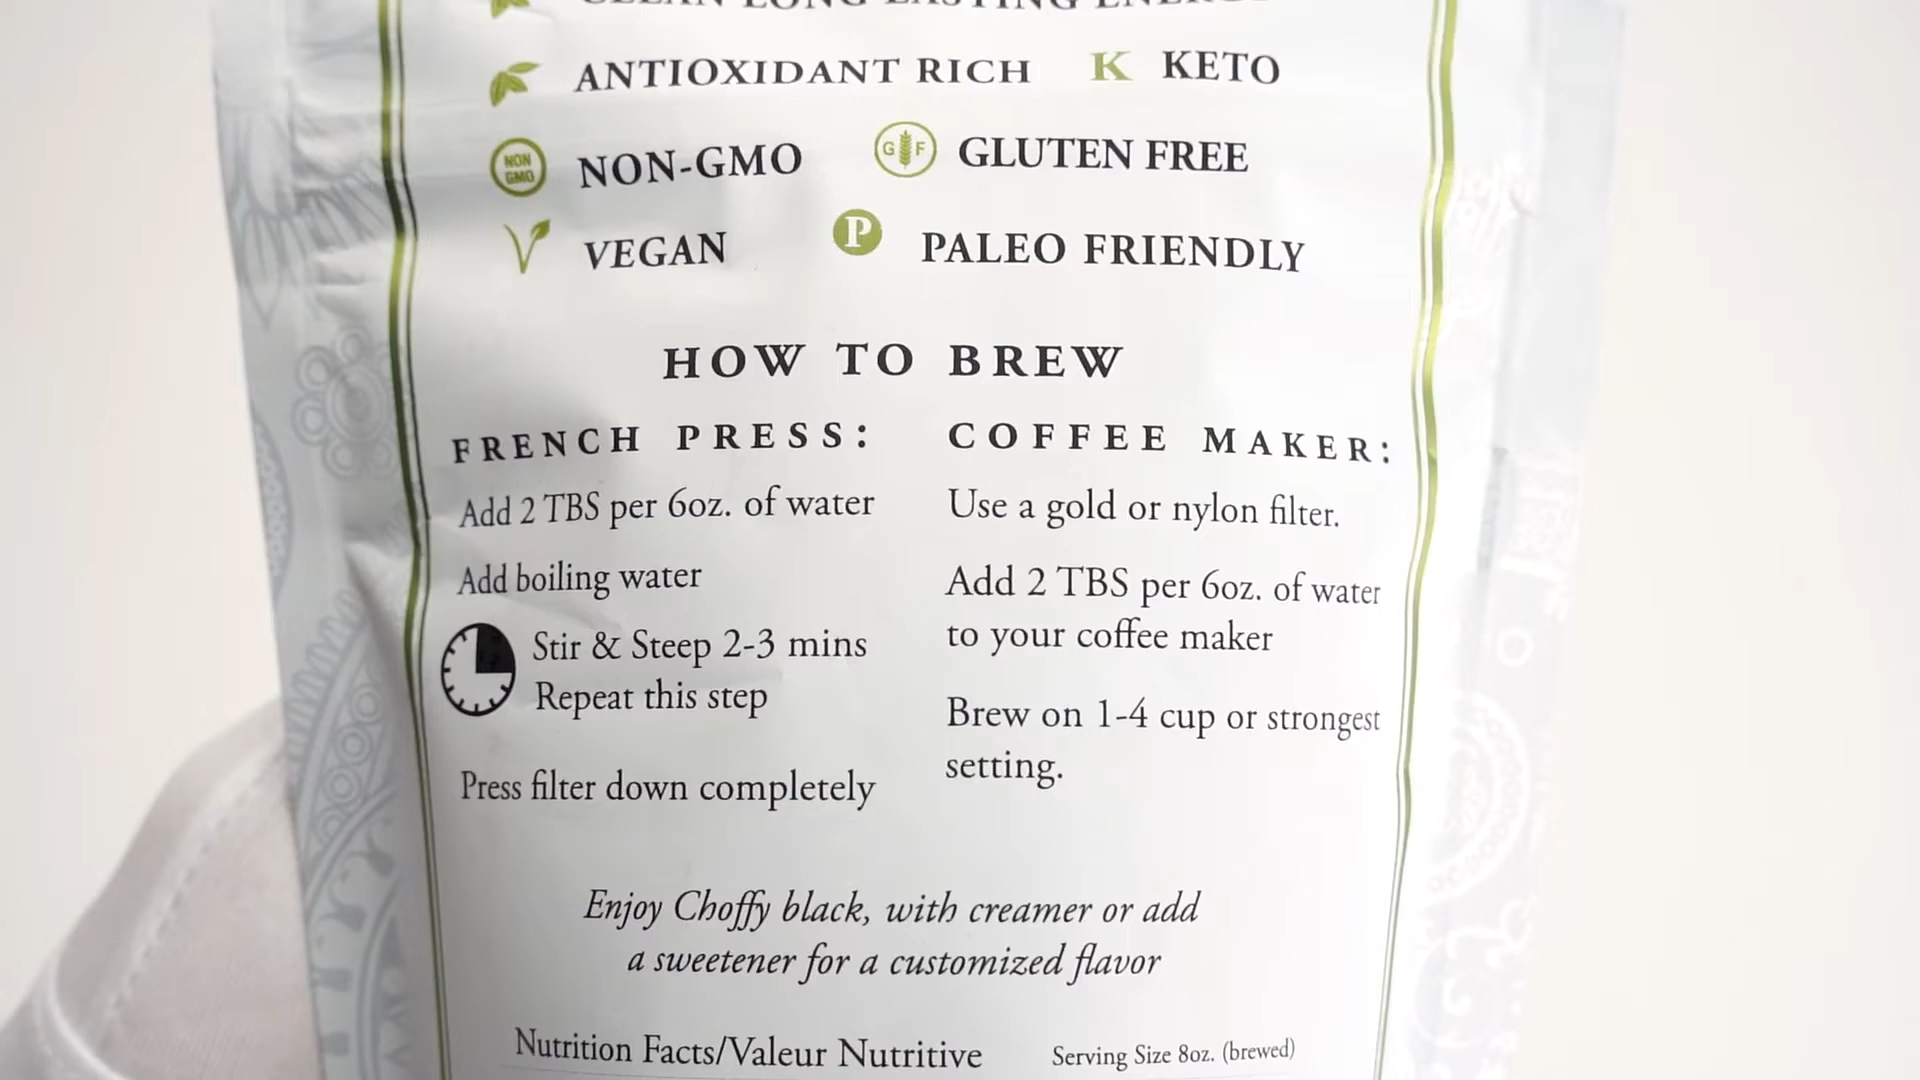 CLEAN LONG LASTING ENERGY
ANTIOXIDANT RICH K KETO
NON GMO NON-GMO G F GLUTEN FREE
VEGAN P PALEO FRIENDLY
HOW TO BREW
FRENCH PRESS:
Add 2 TBS per 6oz. of water
Add boiling water
Stir & Steep 2-3 mins
Repeat this step
Press filter down completely
COFFEE MAKER:
Use a gold or nylon filter.
Add 2 TBS per 6oz. of water
to your coffee maker
Brew on 1-4 cup or strongest
setting.
Enjoy Choffy black, with creamer or add
a sweetener for a customized flavor
Nutrition Facts/Valeur Nutritive Serving Size 8oz. (brewed)